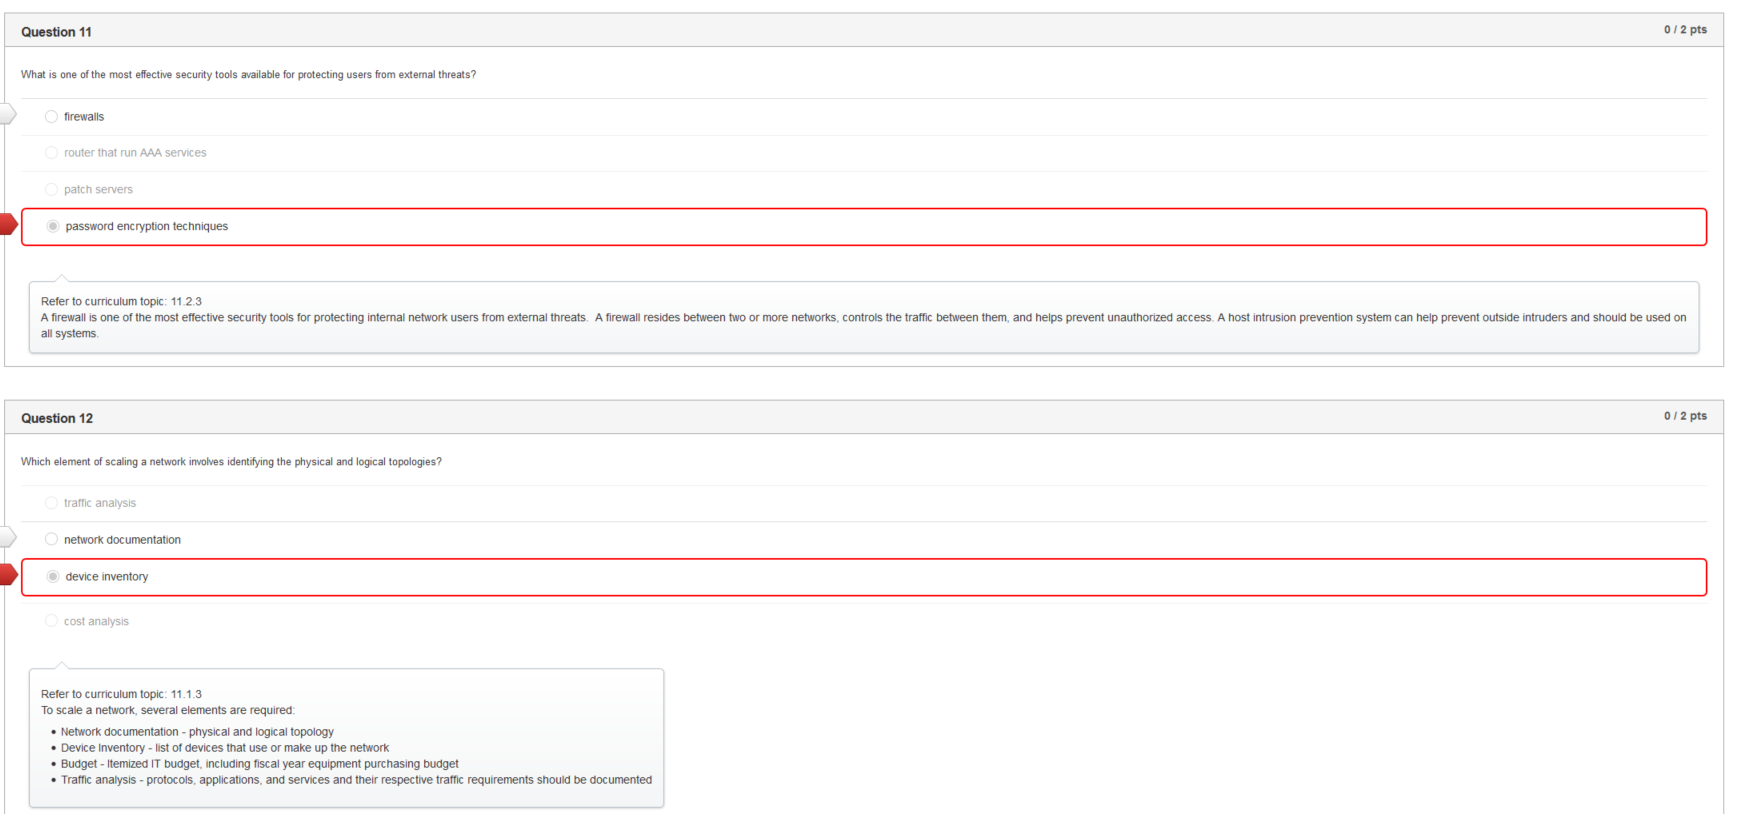 Question 11
0 / 2 pts
What is one of the most effective security tools available for protecting users from external threats?
firewalls
router that run AAA services
patch servers
password encryption techniques
Refer to curriculum topic: 11.2.3
A firewall is one of the most effective security tools for protecting internal network users from external threats.  A firewall resides between two or more networks, controls the traffic between them, and helps prevent unauthorized access. A host intrusion prevention system can help prevent outside intruders and should be used on
all systems.
Question 12
0 / 2 pts
Which element of scaling a network involves identifying the physical and logical topologies?
traffic analysis
network documentation
device inventory
cost analysis
Refer to curriculum topic: 11.1.3
To scale a network, several elements are required:
• Network documentation - physical and logical topology
• Device Inventory - list of devices that use or make up the network
• Budget - Itemized IT budget, including fiscal year equipment purchasing budget
• Traffic analysis - protocols, applications, and services and their respective traffic requirements should be documented